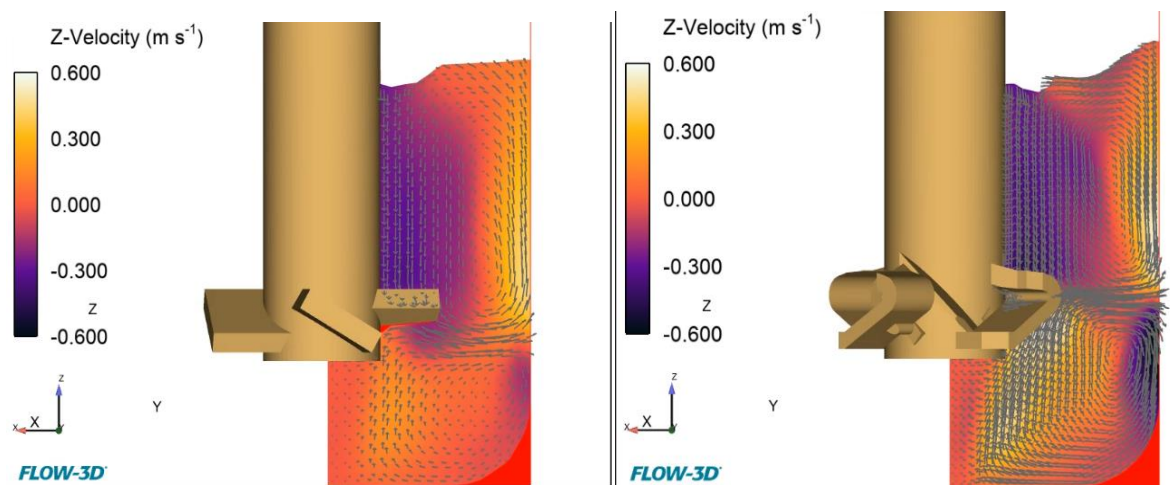 Z-Velocity (m s⁻¹)
0.600
0.300
0.000
-0.300
Z
-0.600
Z
X
X
Y
Y
FLOW-3D
Z-Velocity (m s⁻¹)
0.600
0.300
0.000
-0.300
Z
-0.600
Z
X
X
Y
Y
FLOW-3D